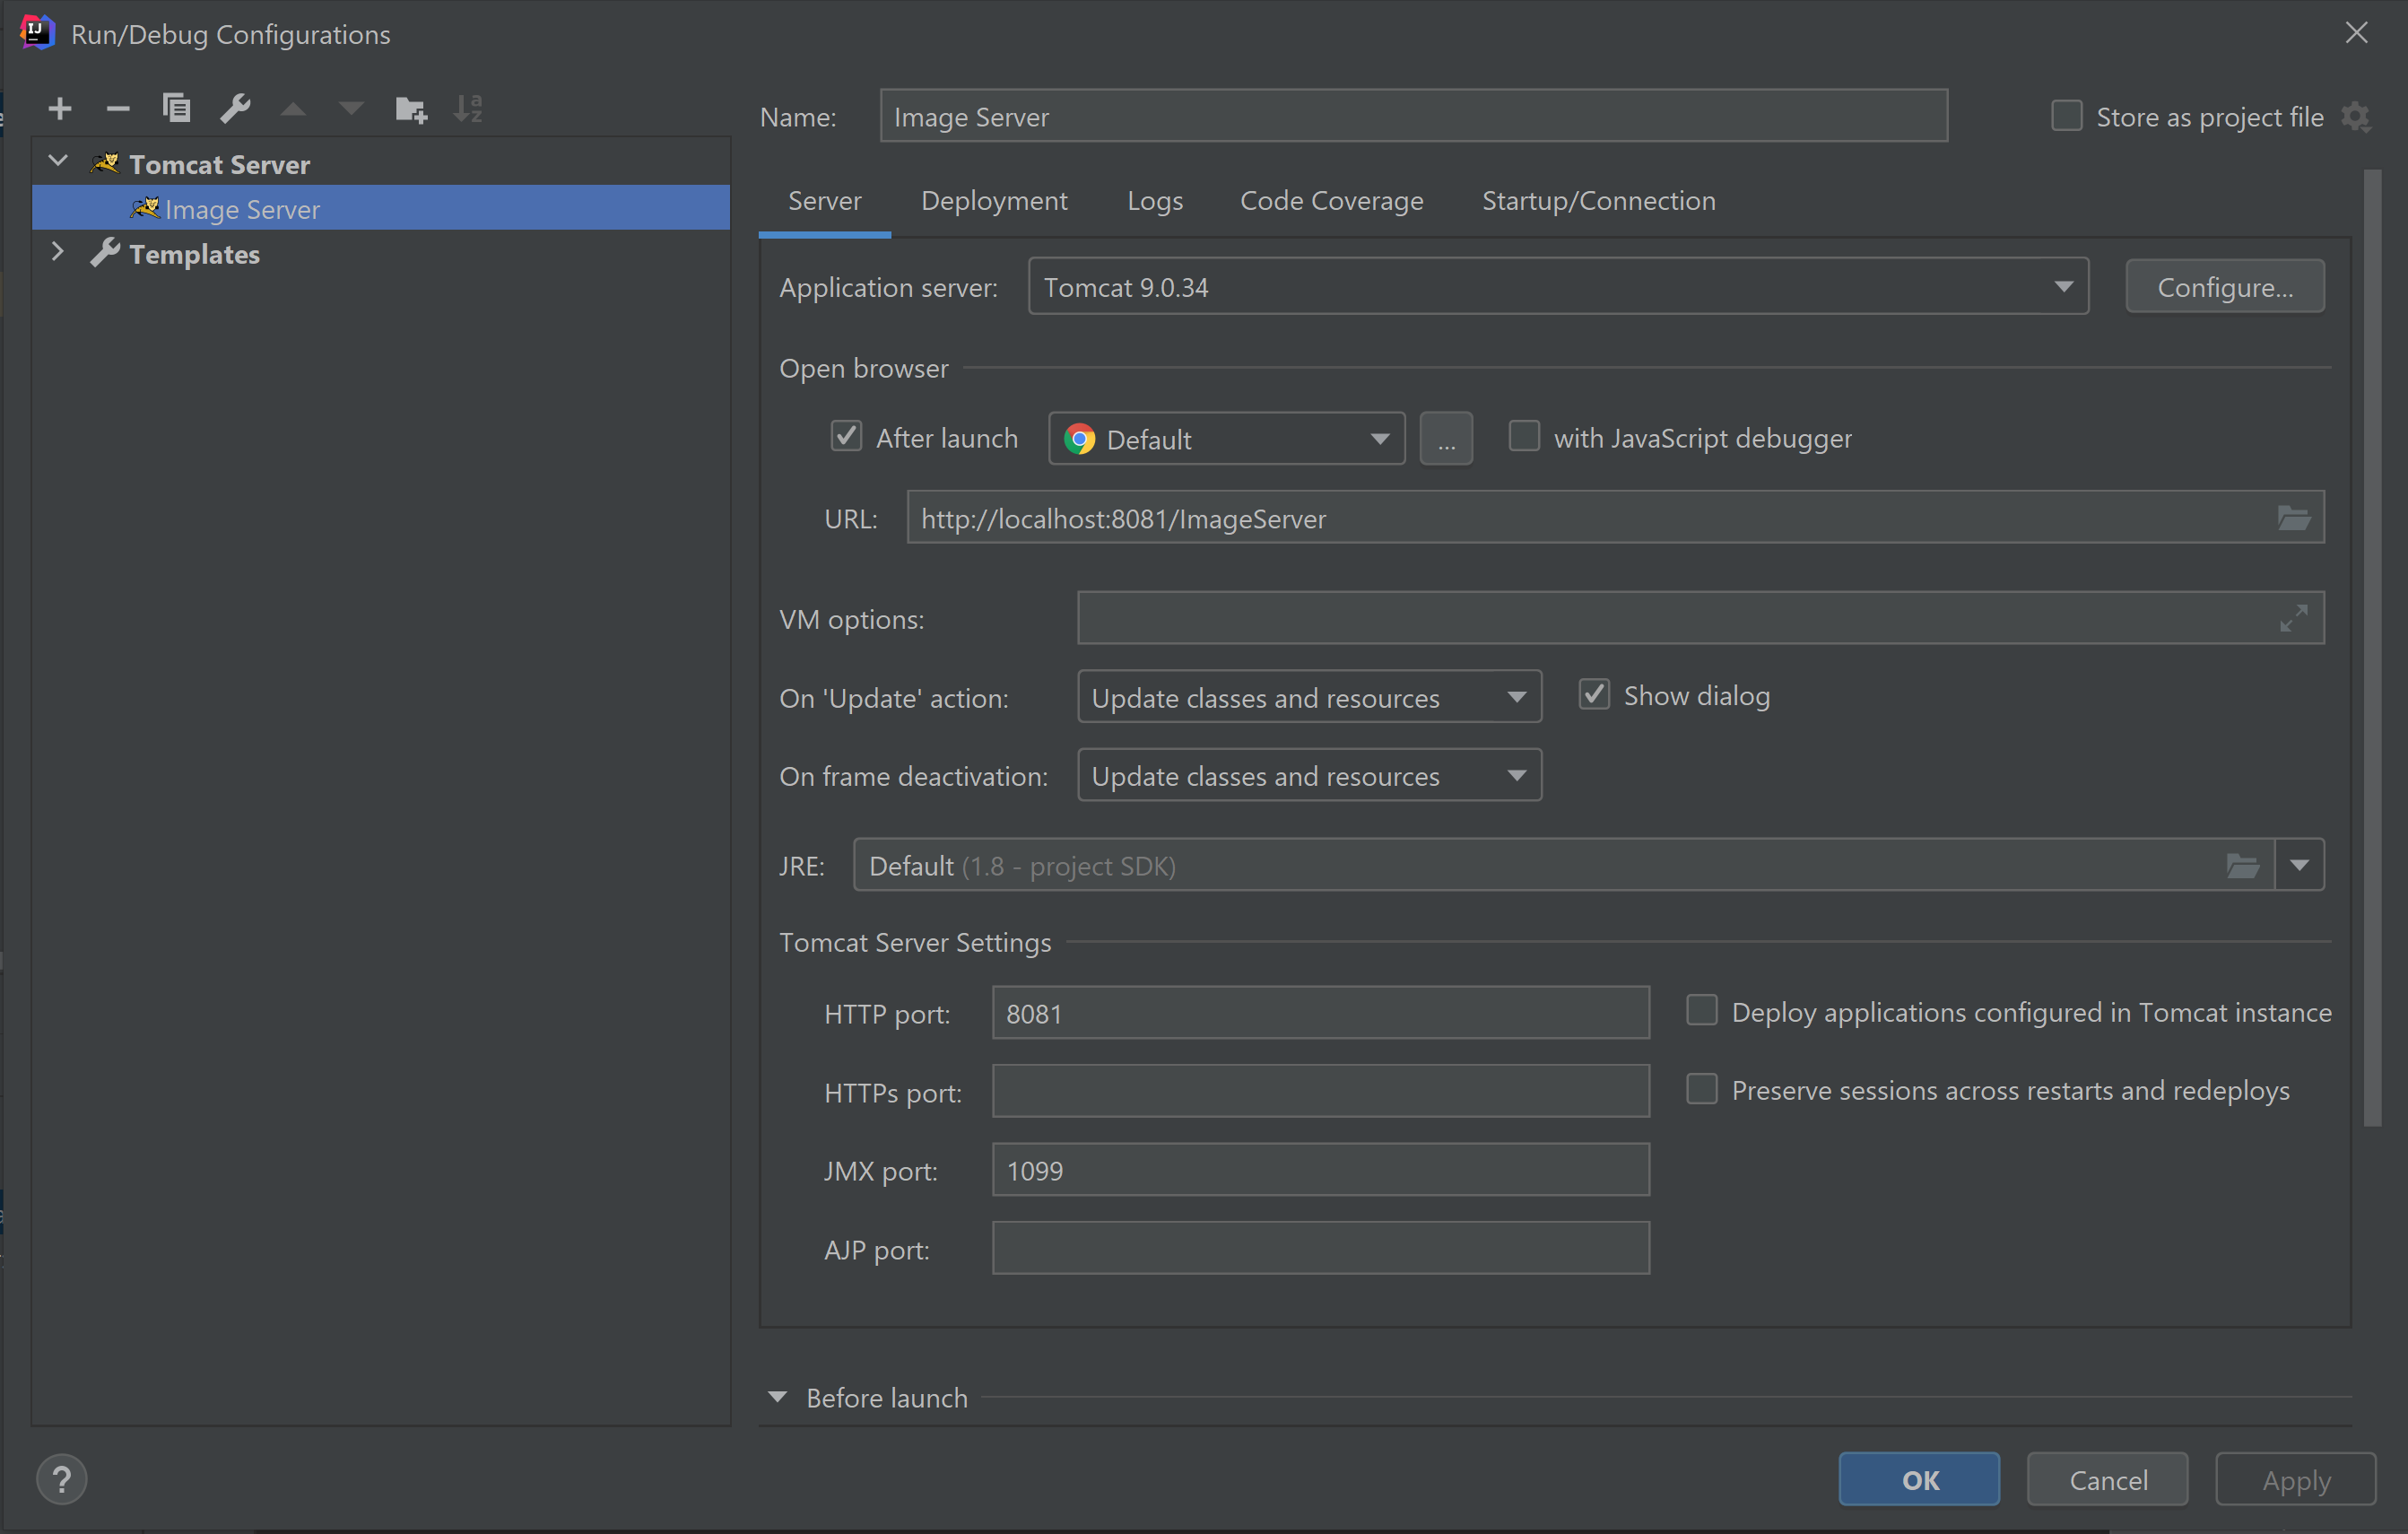 Run/Debug Configurations
Name: Image Server Store as project file
Tomcat Server
Image Server
Templates
Server Deployment Logs Code Coverage Startup/Connection
Application server: Tomcat 9.0.34 Configure...
Open browser
After launch Default ... with JavaScript debugger
URL: http://localhost:8081/ImageServer
VM options:
On 'Update' action: Update classes and resources Show dialog
On frame deactivation: Update classes and resources
JRE: Default (1.8 - project SDK)
Tomcat Server Settings
HTTP port: 8081 Deploy applications configured in Tomcat instance
HTTPs port: Preserve sessions across restarts and redeploys
JMX port: 1099
AJP port:
Before launch
? OK Cancel Apply